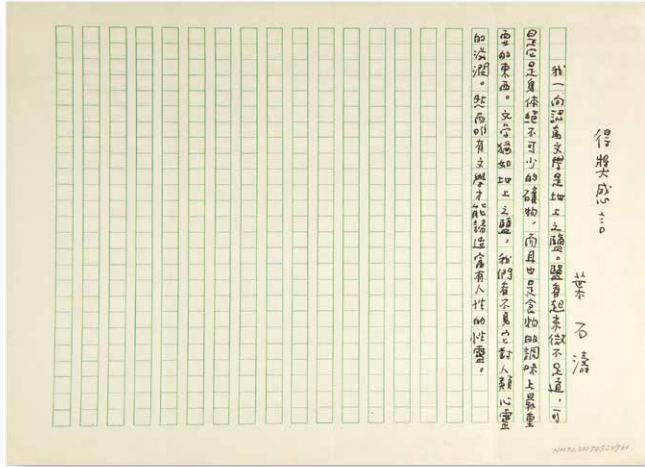 得獎感言
葉石濤
我一向認為文學是地上之鹽。鹽看起來微不足道，可
是它是身体絕不可少的礦物，而且也是食物的調味上最重
要的東西。文学猶如地上之鹽，我們看不見它對人類心靈
的滋潤。然而唯有文學才能締造富有人性的性靈。